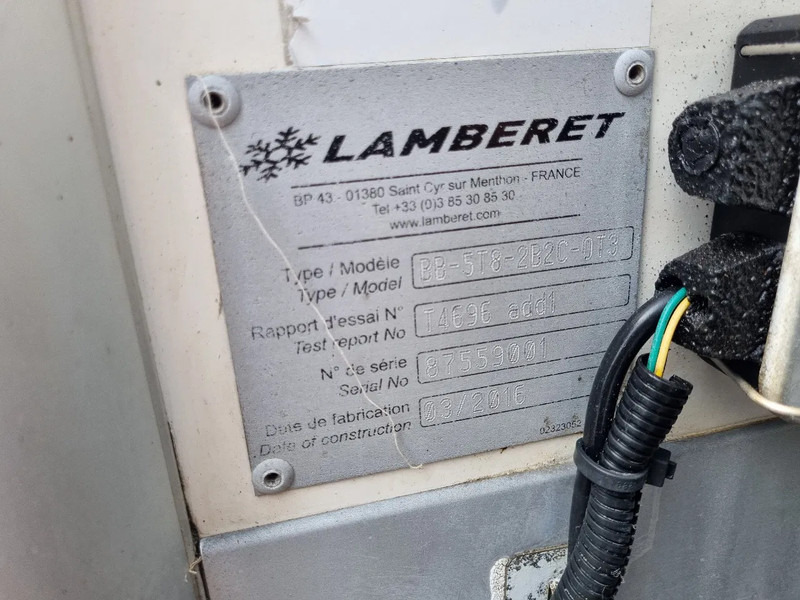 LAMBERET
BP 43 - 01380 Saint Cyr sur Menthon - FRANCE
Tel +33 (0)3 85 30 85 30
www.lamberet.com
Type / Modèle
Type / Model
BB-5T8-2B2C-0T3
Rapport d'essai N°
Test report No
T4696 add1
N° de série
Serial No
87559001
Date de fabrication
Date of construction
03/2016
02323052